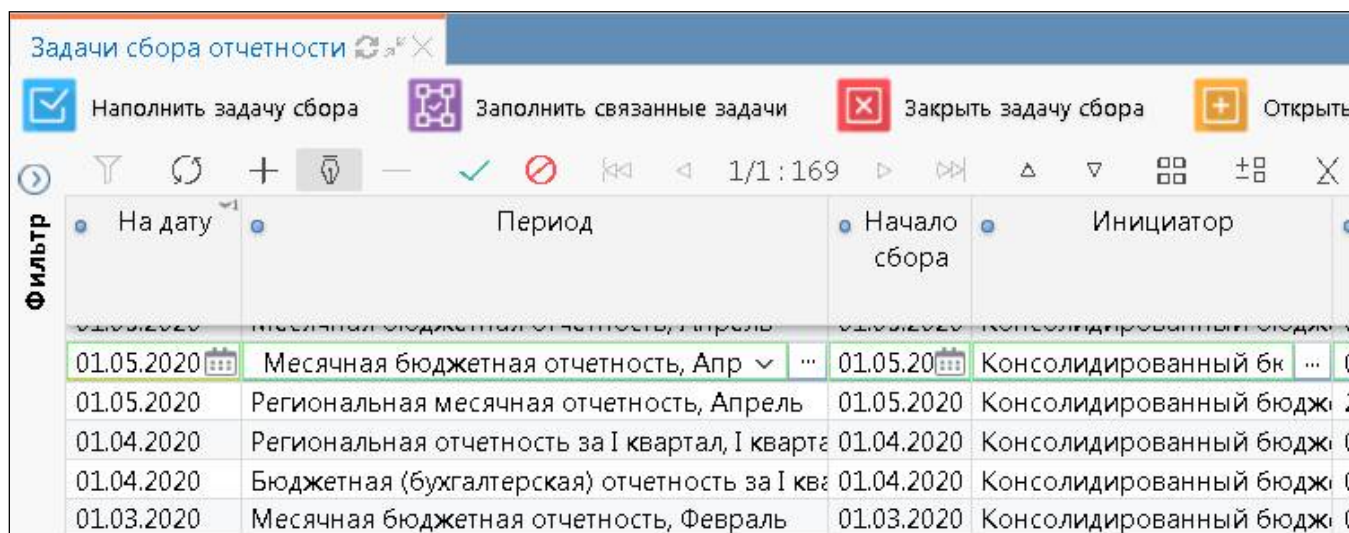 Задачи сбора отчетности
Наполнить задачу сбора Заполнить связанные задачи Закрыть задачу сбора Открыть
1/1 : 169
Фильтр
На дату Период Начало сбора Инициатор
01.05.2020 Месячная бюджетная отчетность, Апр 01.05.20 Консолидированный бк
01.05.2020 Региональная месячная отчетность, Апрель 01.05.2020 Консолидированный бюдж
01.04.2020 Региональная отчетность за I квартал, I кварта 01.04.2020 Консолидированный бюдж
01.04.2020 Бюджетная (бухгалтерская) отчетность за I ква 01.04.2020 Консолидированный бюдж
01.03.2020 Месячная бюджетная отчетность, Февраль 01.03.2020 Консолидированный бюдж